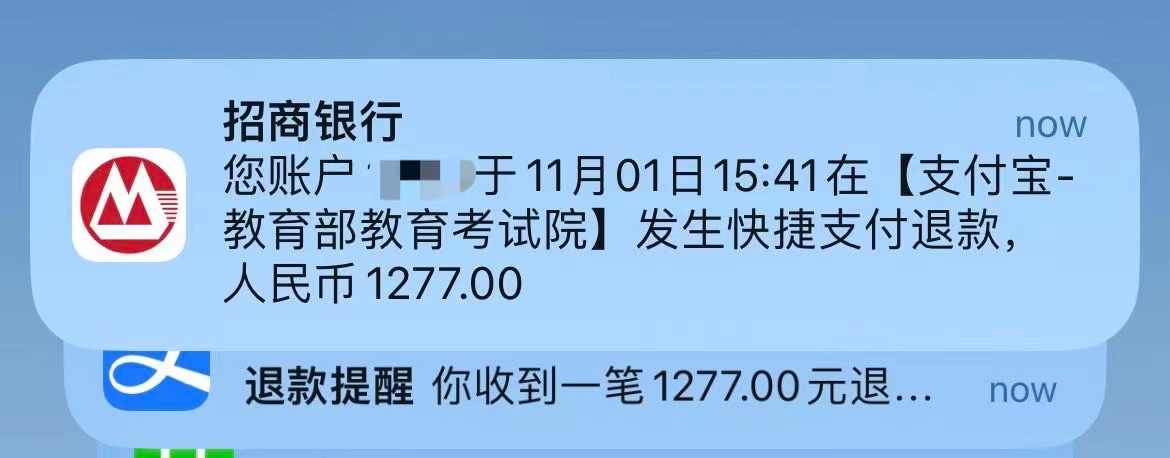 招商银行
now
您账户 于11月01日15:41在【支付宝-
教育部教育考试院】发生快捷支付退款，
人民币1277.00
退款提醒 你收到一笔1277.00元退...
now